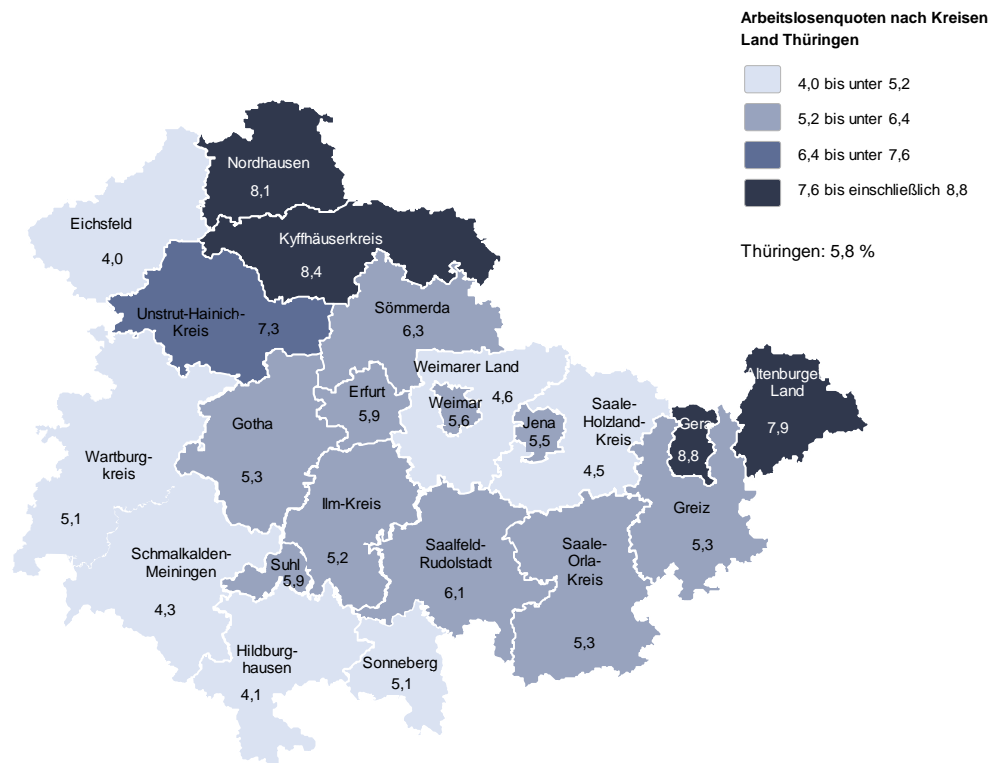 Arbeitslosenquoten nach Kreisen
Land Thüringen
4,0 bis unter 5,2
5,2 bis unter 6,4
6,4 bis unter 7,6
7,6 bis einschließlich 8,8
Thüringen: 5,8 %
Nordhausen
8,1
Eichsfeld
4,0
Kyffhäuserkreis
8,4
Unstrut-Hainich-
Kreis
7,3
Sömmerda
6,3
Weimarer Land
4,6
Altenburger
Land
7,9
Erfurt
5,9
Weimar
5,6
Jena
5,5
Saale-
Holzland-
Kreis
4,5
Gera
8,8
Gotha
5,3
Wartburg-
kreis
5,1
Ilm-Kreis
5,2
Greiz
5,3
Schmalkalden-
Meiningen
4,3
Suhl
5,9
Saalfeld-
Rudolstadt
6,1
Saale-
Orla-
Kreis
5,3
Hildburg-
hausen
4,1
Sonneberg
5,1